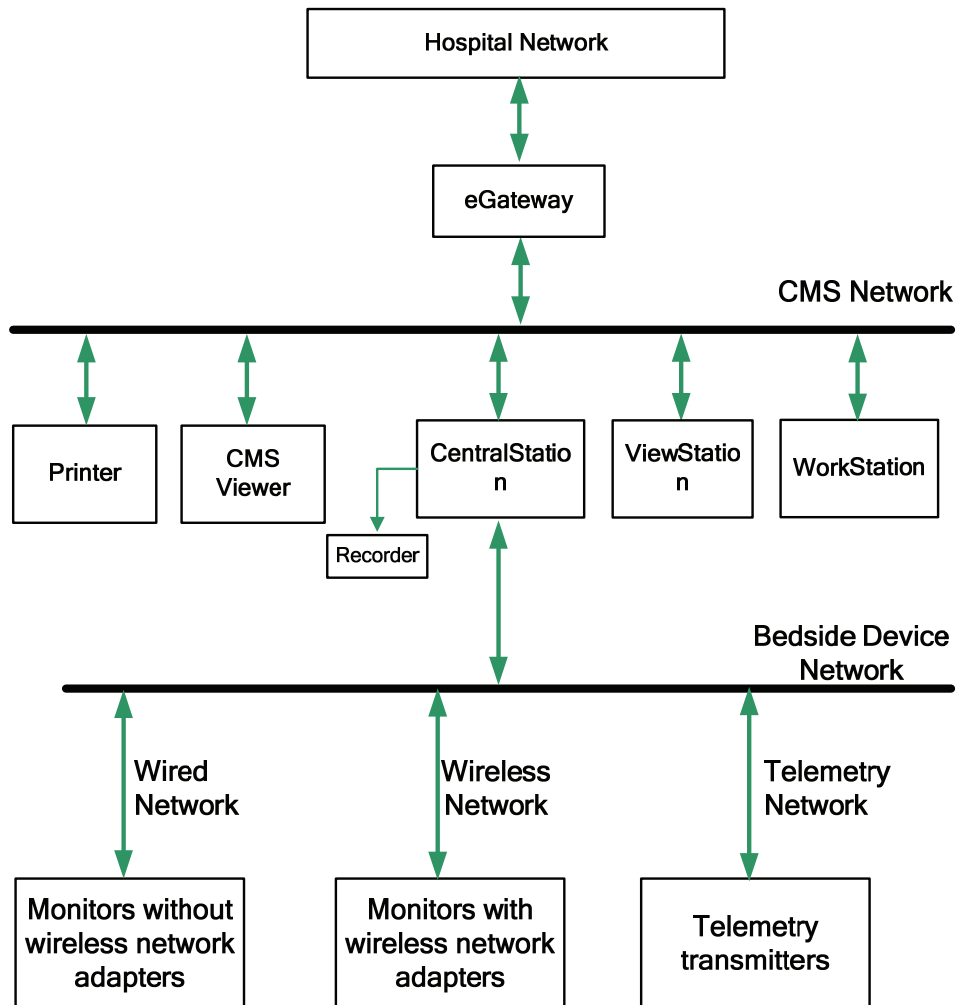 Hospital Network
eGateway
CMS Network
Printer
CMS
Viewer
CentralStatio
n
ViewStatio
n
WorkStation
Recorder
Bedside Device
Network
Wired
Network
Wireless
Network
Telemetry
Network
Monitors without
wireless network
adapters
Monitors with
wireless network
adapters
Telemetry
transmitters